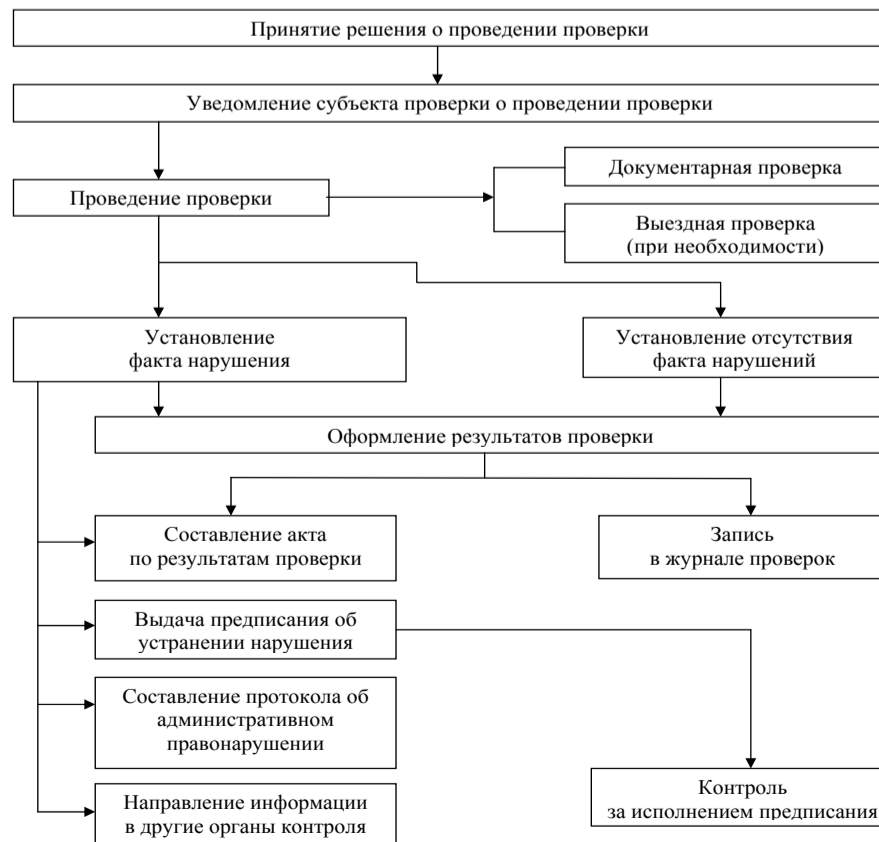 Принятие решения о проведении проверки
Уведомление субъекта проверки о проведении проверки
Документарная проверка
Проведение проверки
Выездная проверка
(при необходимости)
Установление
факта нарушения
Установление отсутствия
факта нарушений
Оформление результатов проверки
Составление акта
по результатам проверки
Запись
в журнале проверок
Выдача предписания об
устранении нарушения
Составление протокола об
административном
правонарушении
Контроль
за исполнением предписания
Направление информации
в другие органы контроля